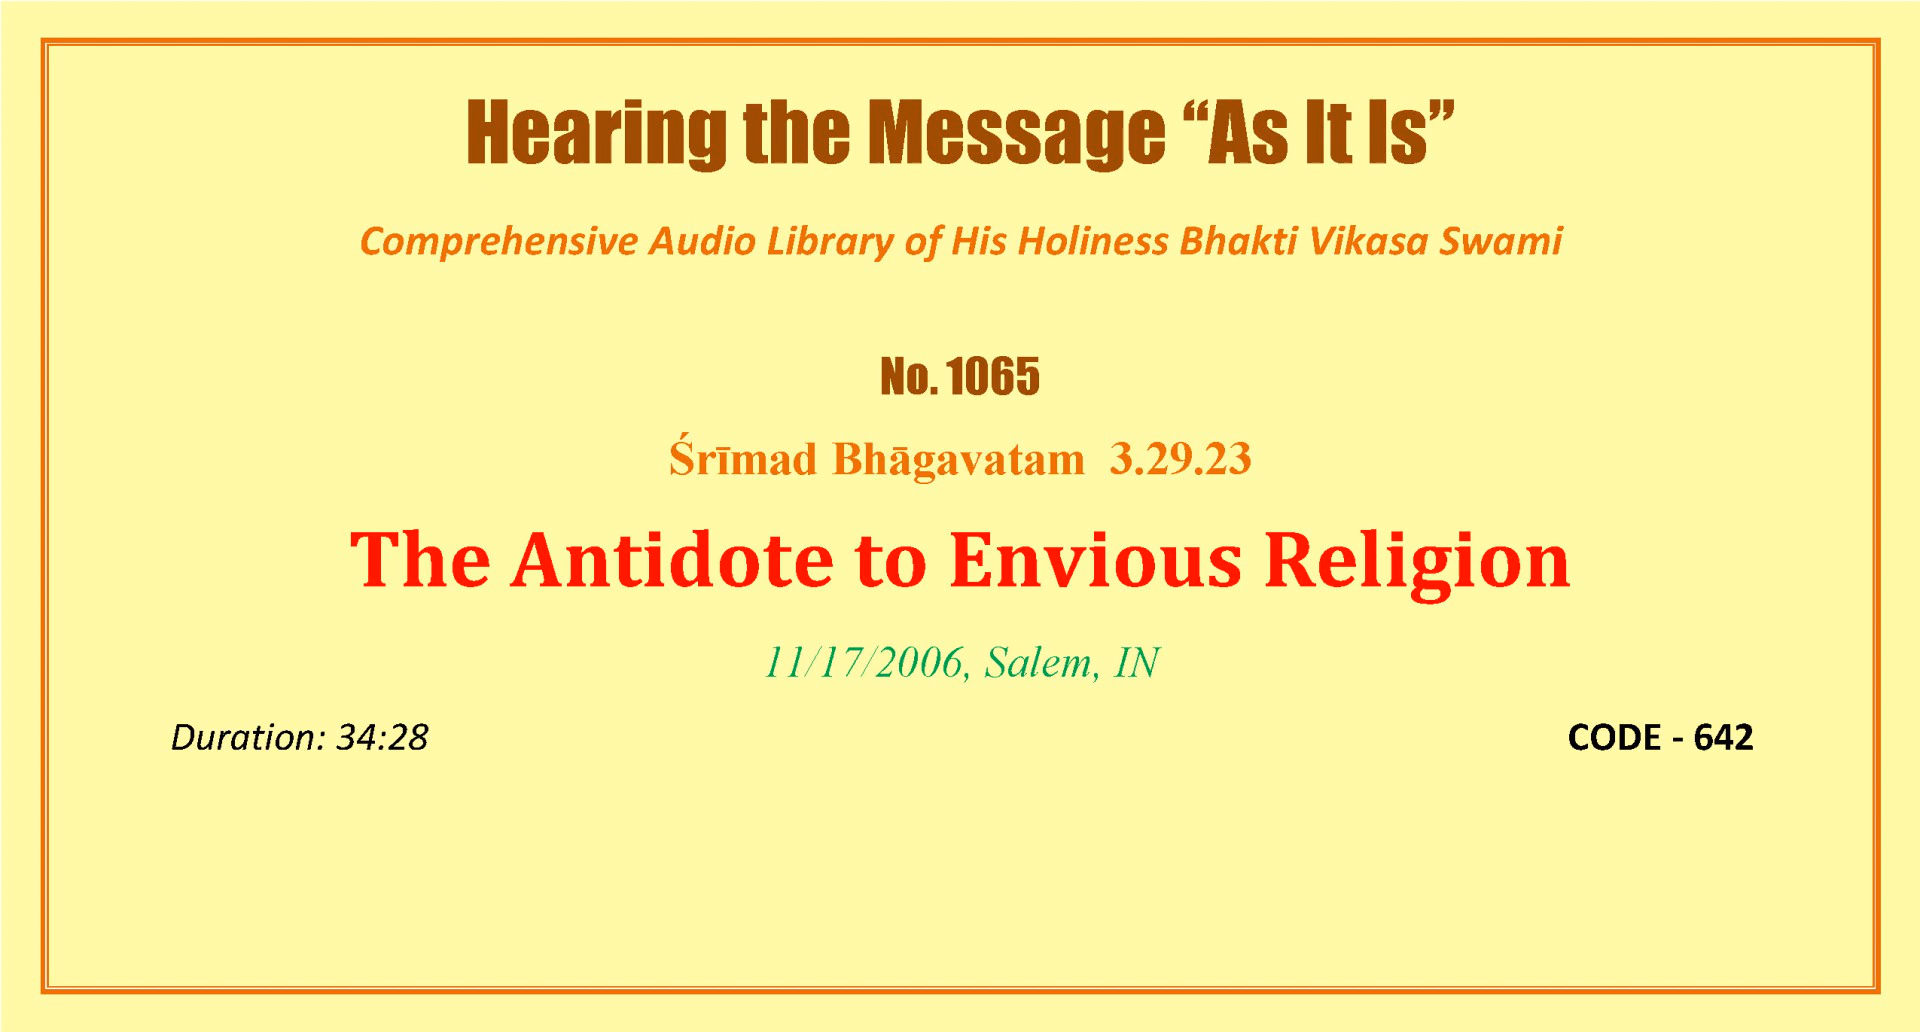 Hearing the Message “As It Is”
Comprehensive Audio Library of His Holiness Bhakti Vikasa Swami
No. 1065
Śrīmad Bhāgavatam 3.29.23
The Antidote to Envious Religion
11/17/2006, Salem, IN
Duration: 34:28
CODE - 642